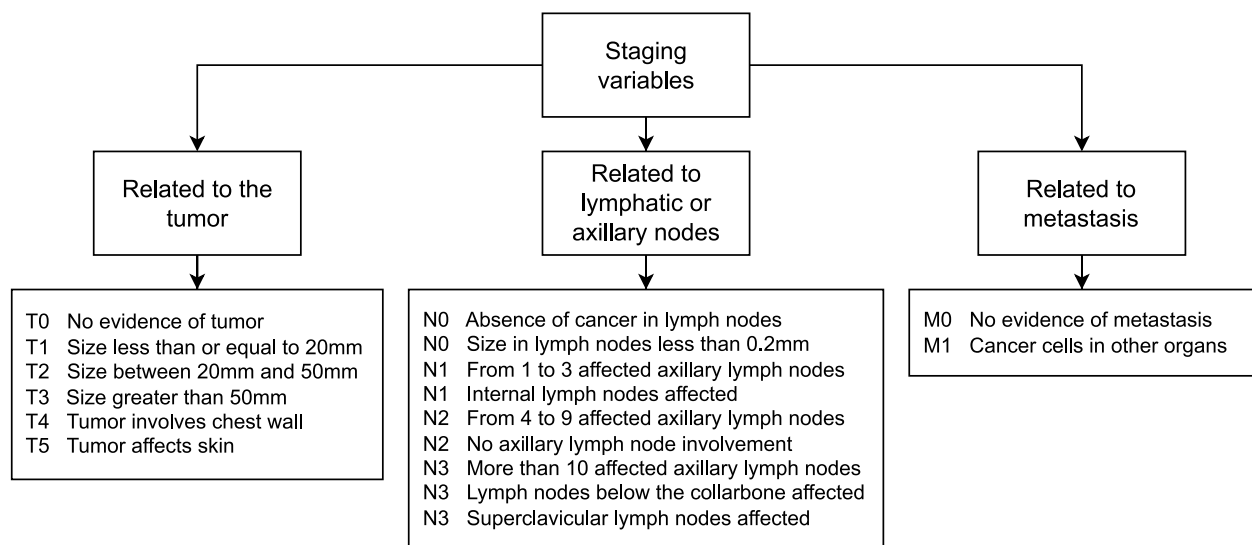 Staging
variables
Related to the
tumor
Related to
lymphatic or
axillary nodes
Related to
metastasis
T0 No evidence of tumor
T1 Size less than or equal to 20mm
T2 Size between 20mm and 50mm
T3 Size greater than 50mm
T4 Tumor involves chest wall
T5 Tumor affects skin
N0 Absence of cancer in lymph nodes
N0 Size in lymph nodes less than 0.2mm
N1 From 1 to 3 affected axillary lymph nodes
N1 Internal lymph nodes affected
N2 From 4 to 9 affected axillary lymph nodes
N2 No axillary lymph node involvement
N3 More than 10 affected axillary lymph nodes
N3 Lymph nodes below the collarbone affected
N3 Superclavicular lymph nodes affected
M0 No evidence of metastasis
M1 Cancer cells in other organs